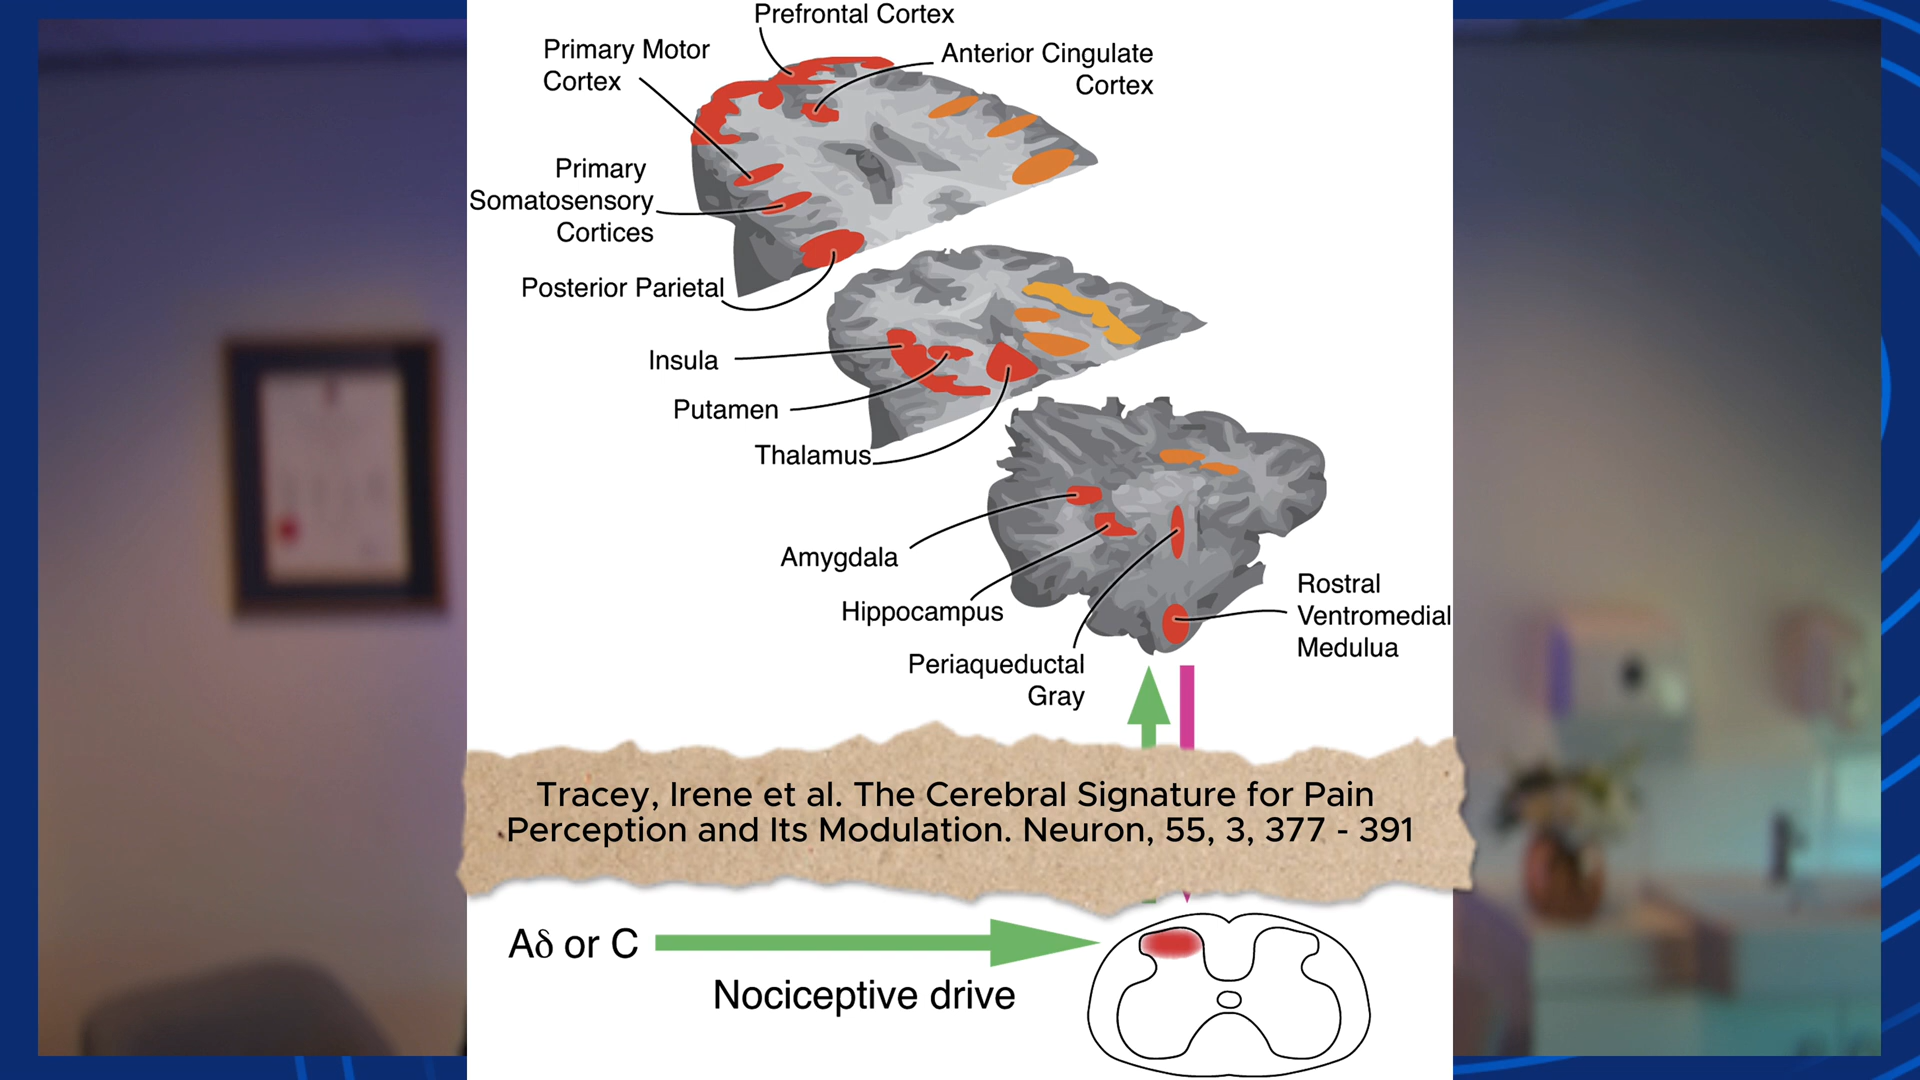 Prefrontal Cortex
Primary Motor
Cortex
Anterior Cingulate
Cortex
Primary
Somatosensory
Cortices
Posterior Parietal
Insula
Putamen
Thalamus
Amygdala
Hippocampus
Periaqueductal
Gray
Rostral
Ventromedial
Medulua
Tracey, Irene et al. The Cerebral Signature for Pain
Perception and Its Modulation. Neuron, 55, 3, 377 - 391
Aδ or C
Nociceptive drive